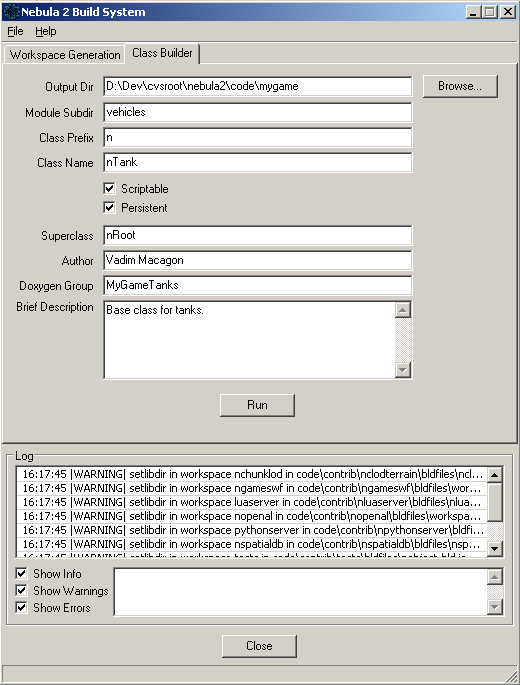 Nebula 2 Build System
File Help
Workspace Generation Class Builder
Output Dir D:\Dev\cvsroot\nebula2\code\mygame Browse...
Module Subdir vehicles
Class Prefix n
Class Name nTank
Scriptable
Persistent
Superclass nRoot
Author Vadim Macagon
Doxygen Group MyGameTanks
Brief Description Base class for tanks.
Run
Log
16:17:45 |WARNING| setlibdir in workspace nchunklod in code\contrib\nclodterrain\bldfiles\ncl...
16:17:45 |WARNING| setlibdir in workspace ngameswf in code\contrib\ngameswf\bldfiles\wor...
16:17:45 |WARNING| setlibdir in workspace luaserver in code\contrib\nluaserver\bldfiles\nlua...
16:17:45 |WARNING| setlibdir in workspace nopenal in code\contrib\nopenal\bldfiles\workspa...
16:17:45 |WARNING| setlibdir in workspace pythonserver in code\contrib\npythonserver\bldfi...
16:17:45 |WARNING| setlibdir in workspace nspatialdb in code\contrib\nspatialdb\bldfiles\nsp...
16:17:45 |WARNING| setlibdir in workspace
Show Info
Show Warnings
Show Errors
Close